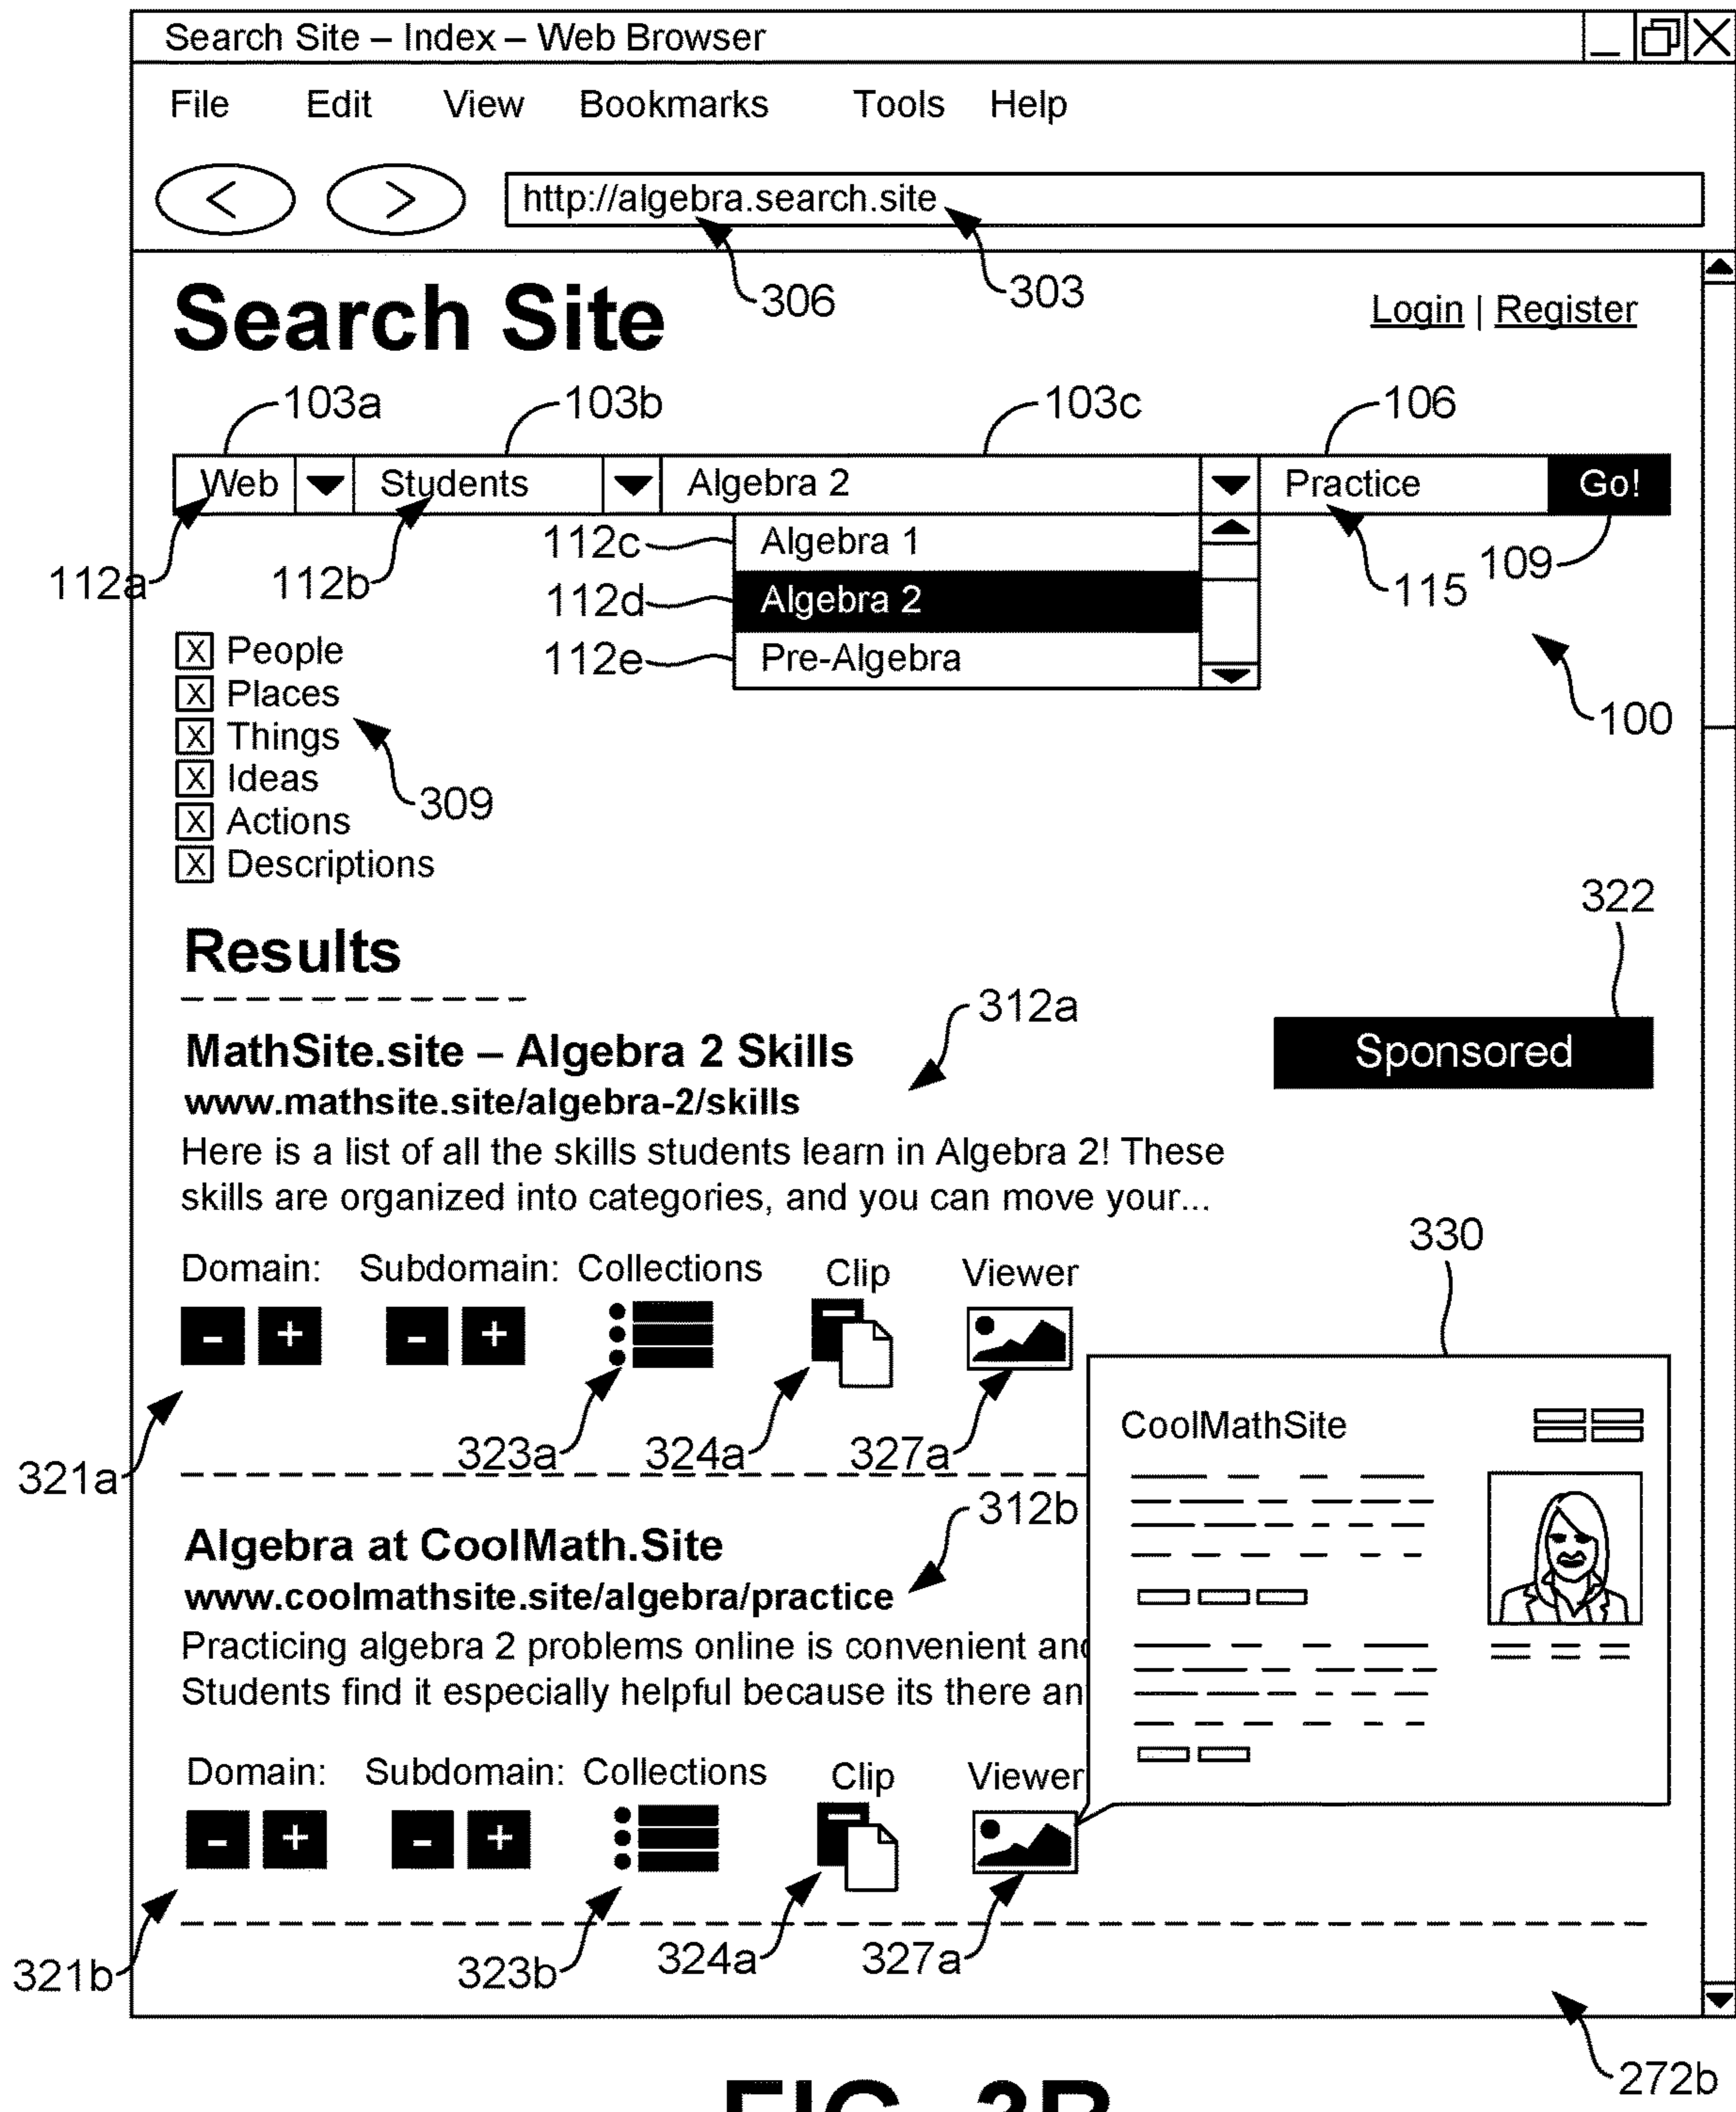 Search Site – Index – Web Browser
File Edit View Bookmarks Tools Help
< > http://algebra.search.site
306 303
Search Site
Login | Register
103a 103b 103c 106
Web Students Algebra 2 Practice Go!
112a 112b 112c Algebra 1 115 109
112d Algebra 2
112e Pre-Algebra
100
X People
X Places
X Things
X Ideas
X Actions
X Descriptions
309
322
Results
312a
MathSite.site – Algebra 2 Skills
Sponsored
www.mathsite.site/algebra-2/skills
Here is a list of all the skills students learn in Algebra 2! These
skills are organized into categories, and you can move your...
330
Domain: Subdomain: Collections Clip Viewer
- + - +
321a 323a 324a 327a
CoolMathSite
312b
Algebra at CoolMath.Site
www.coolmathsite.site/algebra/practice
Practicing algebra 2 problems online is convenient and
Students find it especially helpful because its there an
Domain: Subdomain: Collections Clip Viewer
- + - +
321b 323b 324a 327a
272b
FIG. 3B